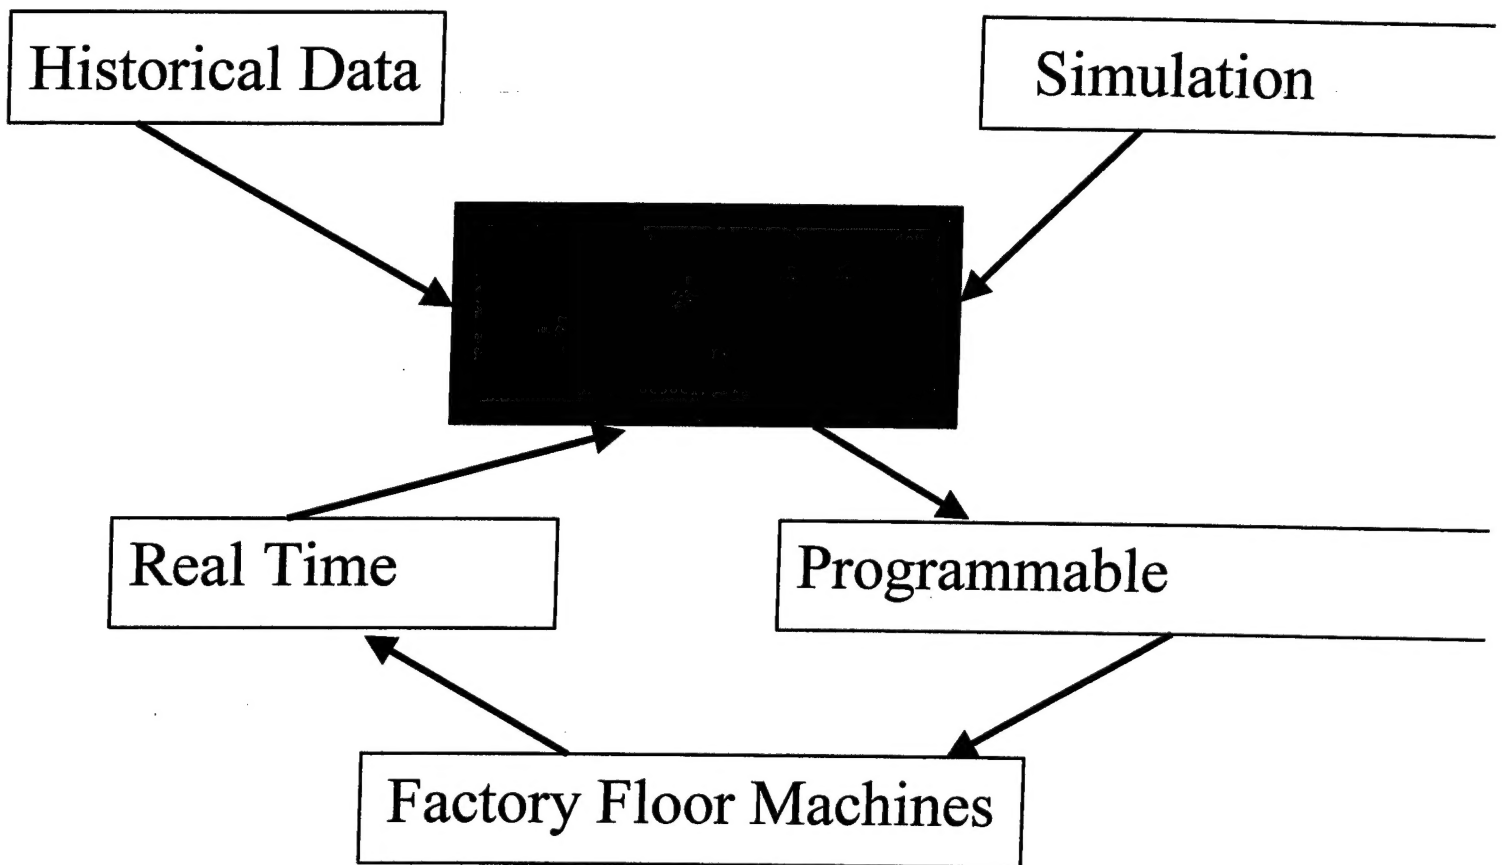 Historical Data
Simulation
Real Time
Programmable
Factory Floor Machines